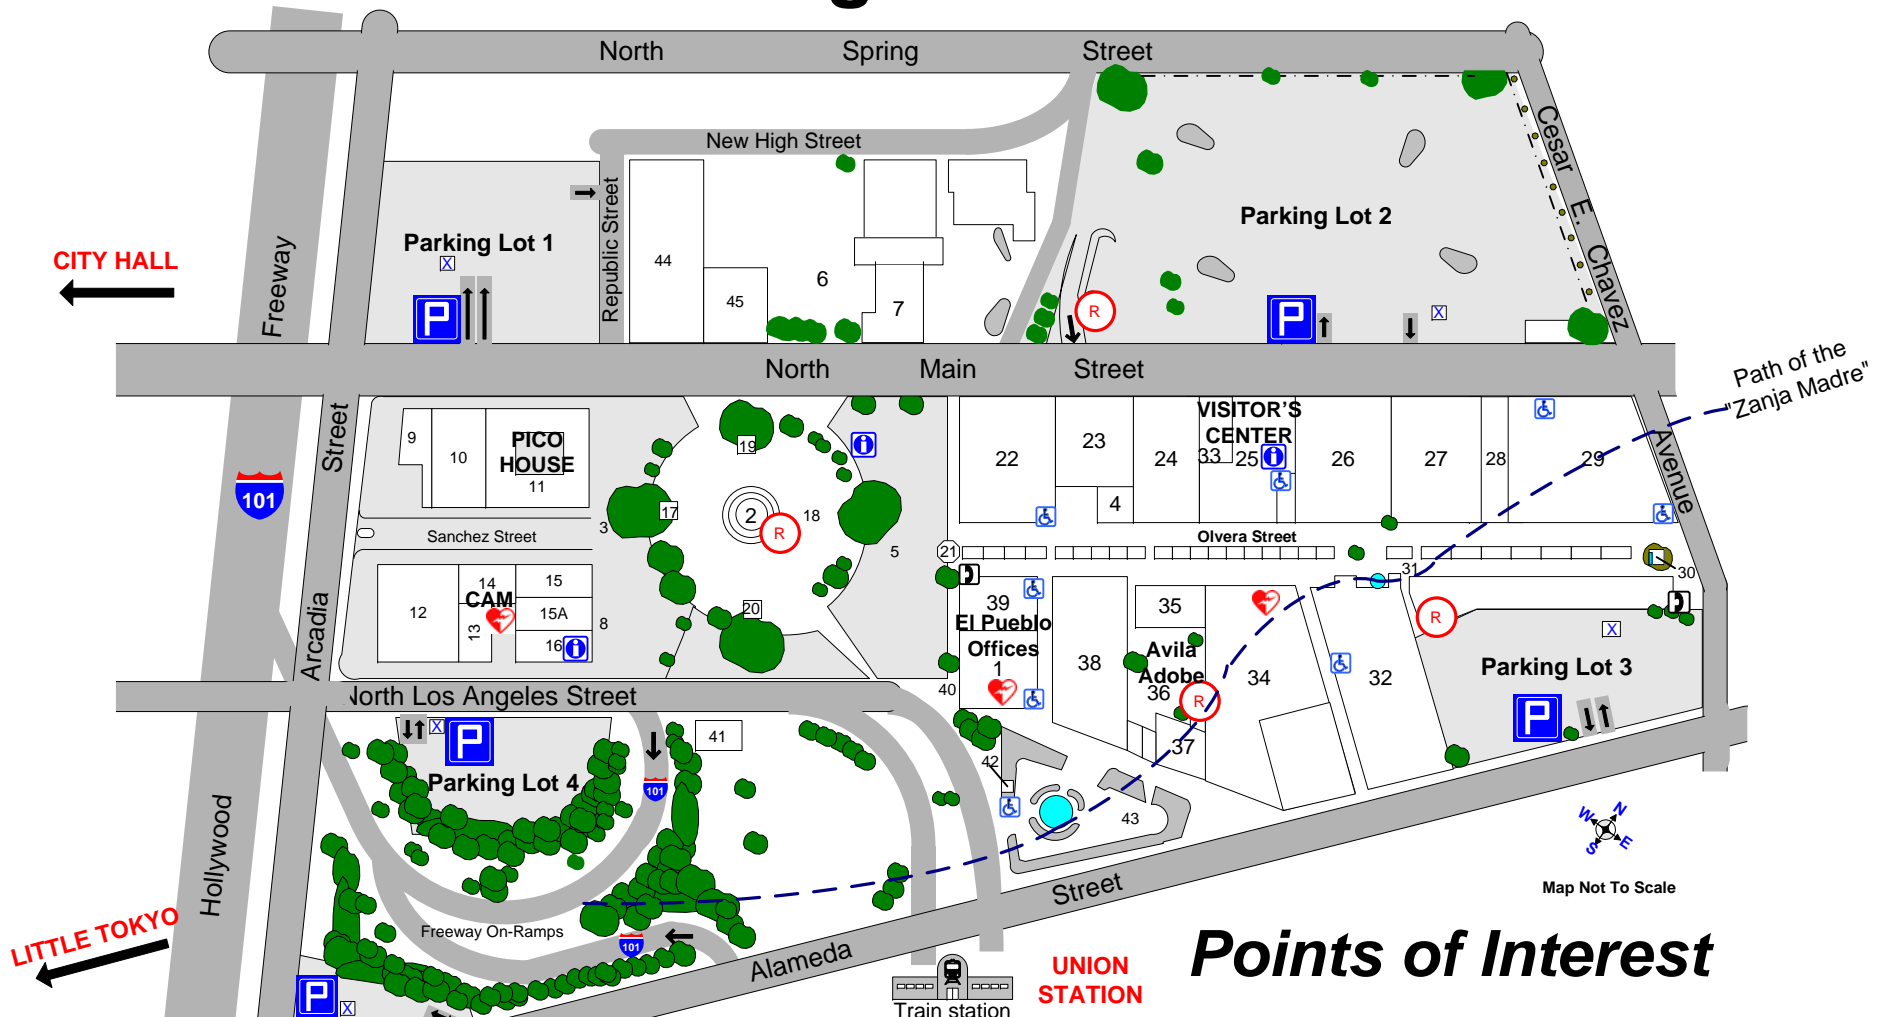 g
North Spring Street
New High Street
Republic Street
Cesar E. Chavez
Avenue
Parking Lot 1
X
P
Parking Lot 2
X
P
R
CITY HALL
Freeway
44
45
6
7
North Main Street
Path of the
"Zanja Madre"
Arcadia Street
101
9
10
PICO
HOUSE
11
19
17
2
R
18
3
5
i
Sanchez Street
12
14
CAM
13
15
15A
16
i
8
20
22
23
4
24
VISITOR'S
CENTER
33
25
i
26
27
28
29
21
Olvera Street
31
30
39
El Pueblo
Offices
1
40
38
35
Avila
Adobe
36
R
37
34
32
R
X
Parking Lot 3
P
North Los Angeles Street
X
P
Parking Lot 4
101
41
42
43
Hollywood
LITTLE TOKYO
Freeway On-Ramps
101
P
X
Alameda Street
Train station
UNION
STATION
N
W
E
S
Map Not To Scale
Points of Interest